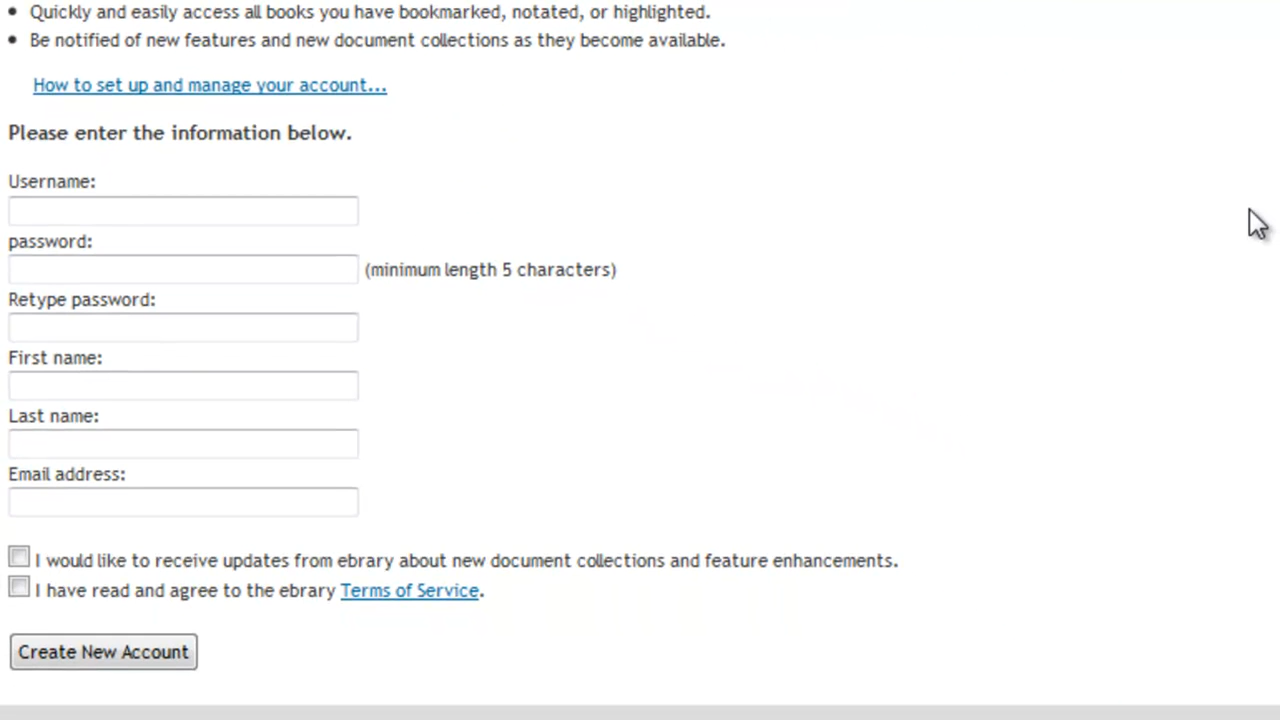 • Quickly and easily access all books you have bookmarked, notated, or highlighted.
• Be notified of new features and new document collections as they become available.
How to set up and manage your account...
Please enter the information below.
Username:
password:
(minimum length 5 characters)
Retype password:
First name:
Last name:
Email address:
I would like to receive updates from ebrary about new document collections and feature enhancements.
I have read and agree to the ebrary Terms of Service.
Create New Account